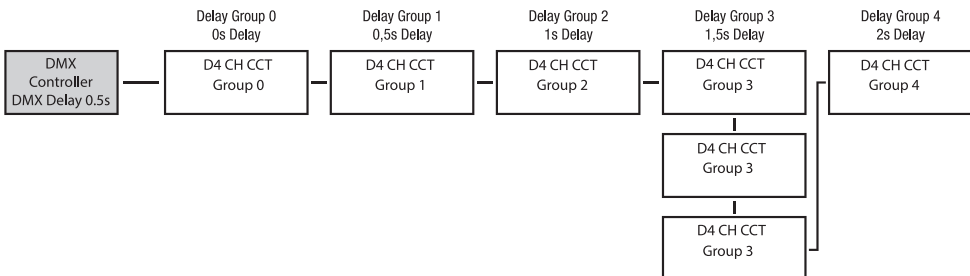 Delay Group 0
0s Delay
Delay Group 1
0,5s Delay
Delay Group 2
1s Delay
Delay Group 3
1,5s Delay
Delay Group 4
2s Delay
DMX
Controller
DMX Delay 0.5s
D4 CH CCT
Group 0
D4 CH CCT
Group 1
D4 CH CCT
Group 2
D4 CH CCT
Group 3
D4 CH CCT
Group 4
D4 CH CCT
Group 3
D4 CH CCT
Group 3